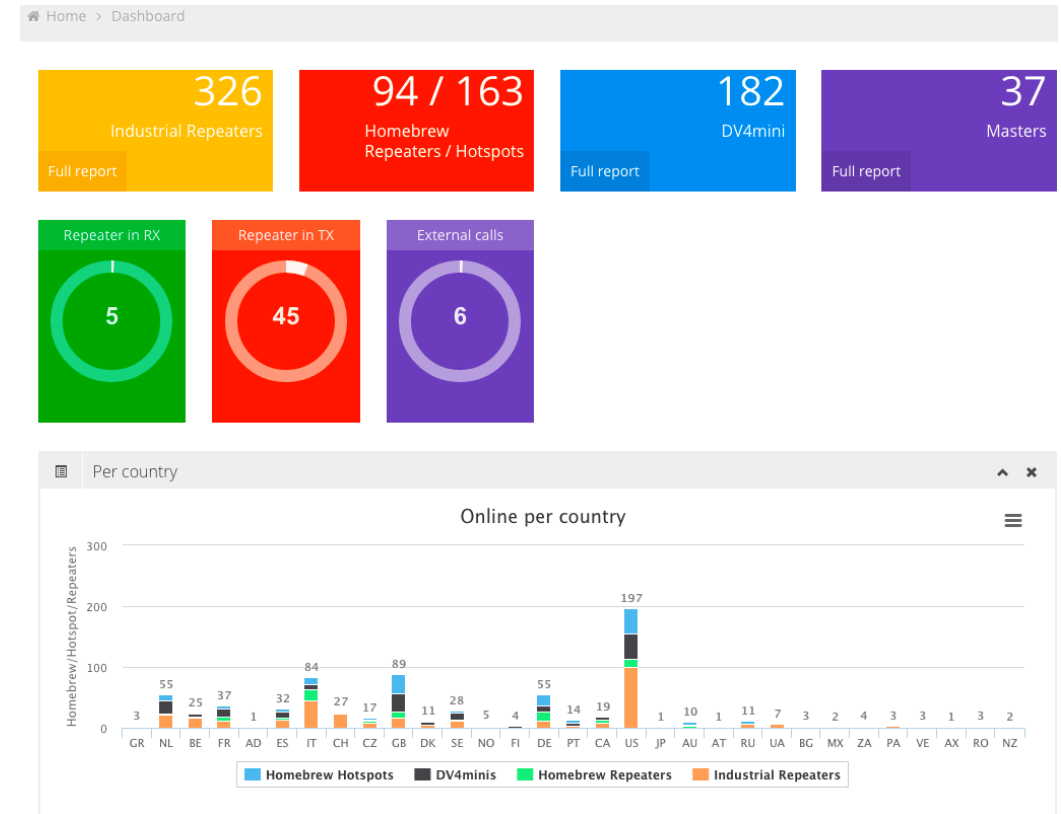 Home > Dashboard
326
Industrial Repeaters
Full report
94 / 163
Homebrew
Repeaters / Hotspots
182
DV4mini
Full report
37
Masters
Full report
Repeater in RX
5
Repeater in TX
45
External calls
6
Per country
Online per country
Homebrew/Hotspot/Repeaters
300
200
100
0
3 55 25 37 1 32 84 27 17 89 11 28 5 4 55 14 19 197 1 10 1 11 7 3 2 4 3 3 1 3 2
GR NL BE FR AD ES IT CH CZ GB DK SE NO FI DE PT CA US JP AU AT RU UA BG MX ZA PA VE AX RO NZ
Homebrew Hotspots DV4minis Homebrew Repeaters Industrial Repeaters